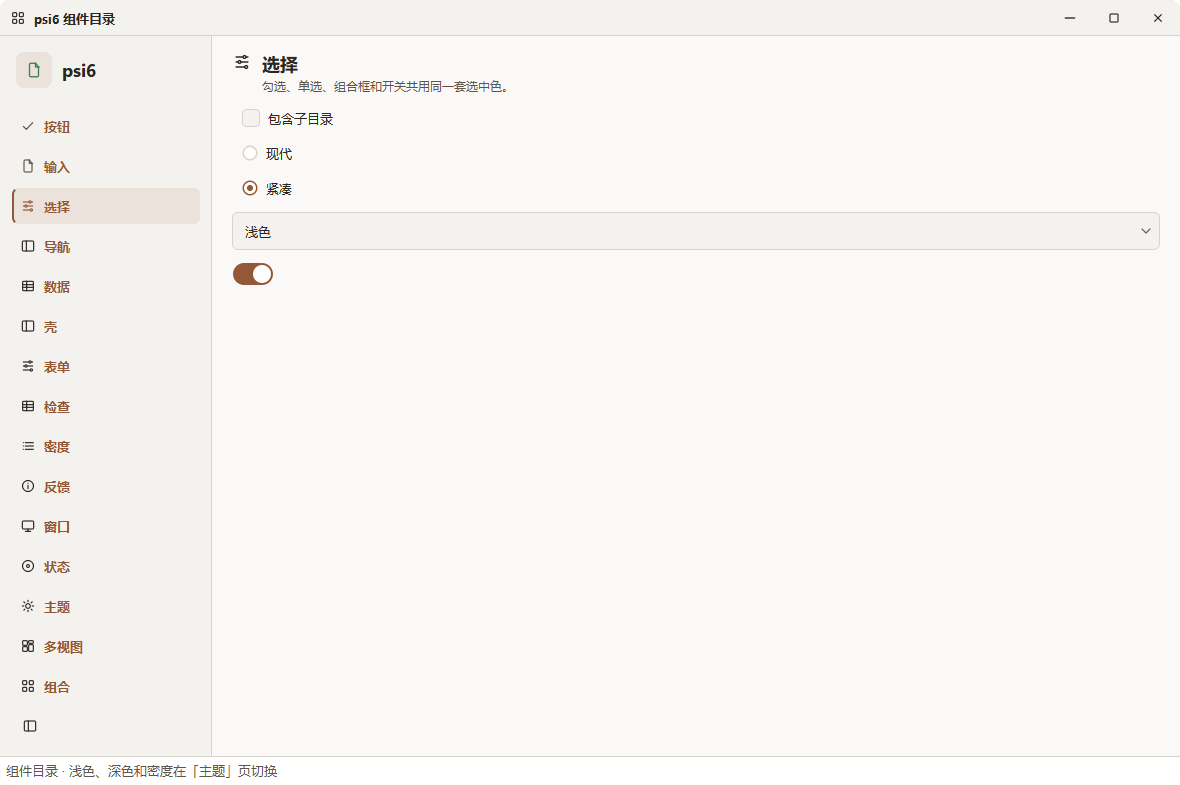 psi6 组件目录
psi6
按钮
输入
选择
导航
数据
壳
表单
检查
密度
反馈
窗口
状态
主题
多视图
组合
选择
勾选、单选、组合框和开关共用同一套选中色。
包含子目录
现代
紧凑
浅色
组件目录 · 浅色、深色和密度在「主题」页切换